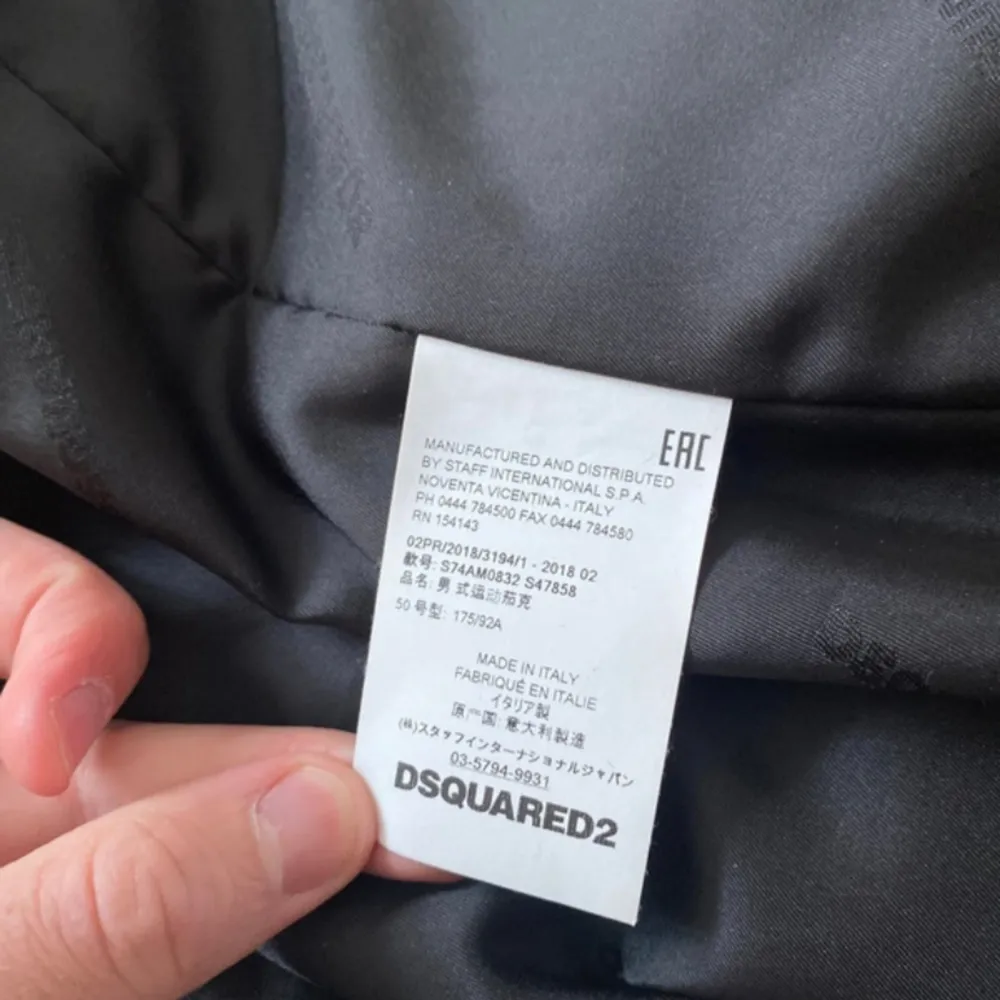 EAC
MANUFACTURED AND DISTRIBUTED
BY STAFF INTERNATIONAL S.P.A.
NOVENTA VICENTINA - ITALY
PH 0444 784500 FAX 0444 784580
RN 154143
02PR/2018/3194/1 - 2018 02
款号: S74AM0832 S47858
品名: 男式运动茄克
50 号型: 175/92A
MADE IN ITALY
FABRIQUÉ EN ITALIE
イタリア製
原一国: 意大利製造
(株)スタッフインターナショナルジャパン
03-5794-9931
DSQUARED2